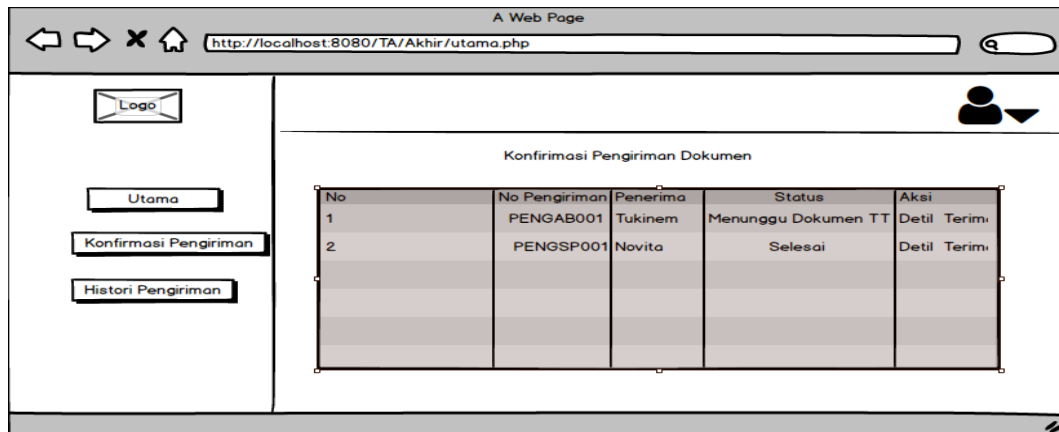 A Web Page
http://localhost:8080/TA/Akhir/utama.php
Logo
Konfirimasi Pengiriman Dokumen
Utama
Konfirmasi Pengiriman
Histori Pengiriman
No No Pengiriman Penerima Status Aksi
1 PENGAB001 Tukinem Menunggu Dokumen TT Detil
2 PENGSP001 Novita Selesai Detil